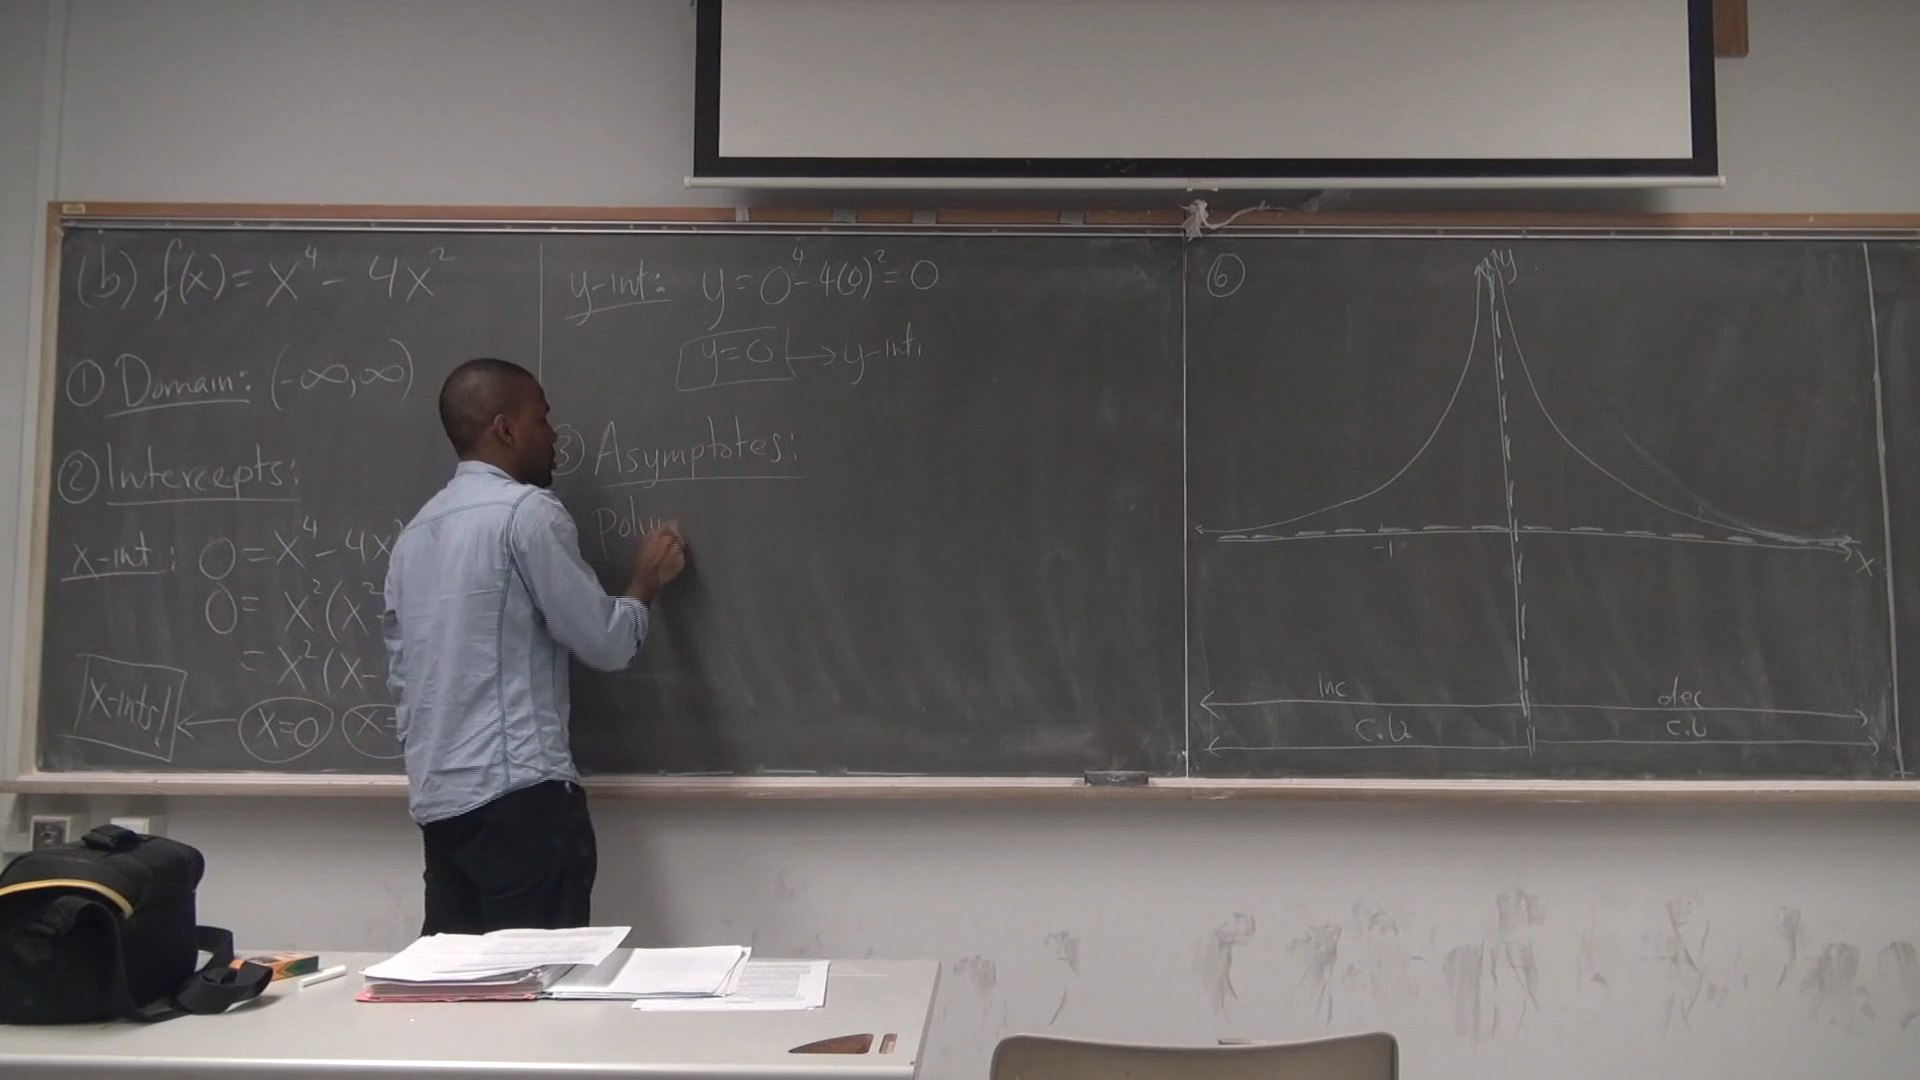 (b) f(x) = x⁴ - 4x²
① Domain: (-∞, ∞)
② Intercepts:
x-int: 0 = x⁴ - 4x
0 = x²(x²
= x²(x-
x-ints! ← x=0 x=
y-int: y = 0⁴ - 4(0)² = 0
y=0 → y-int.
③ Asymptotes:
Poly
⑥
y
-1
x
inc dec
C.U. C.U